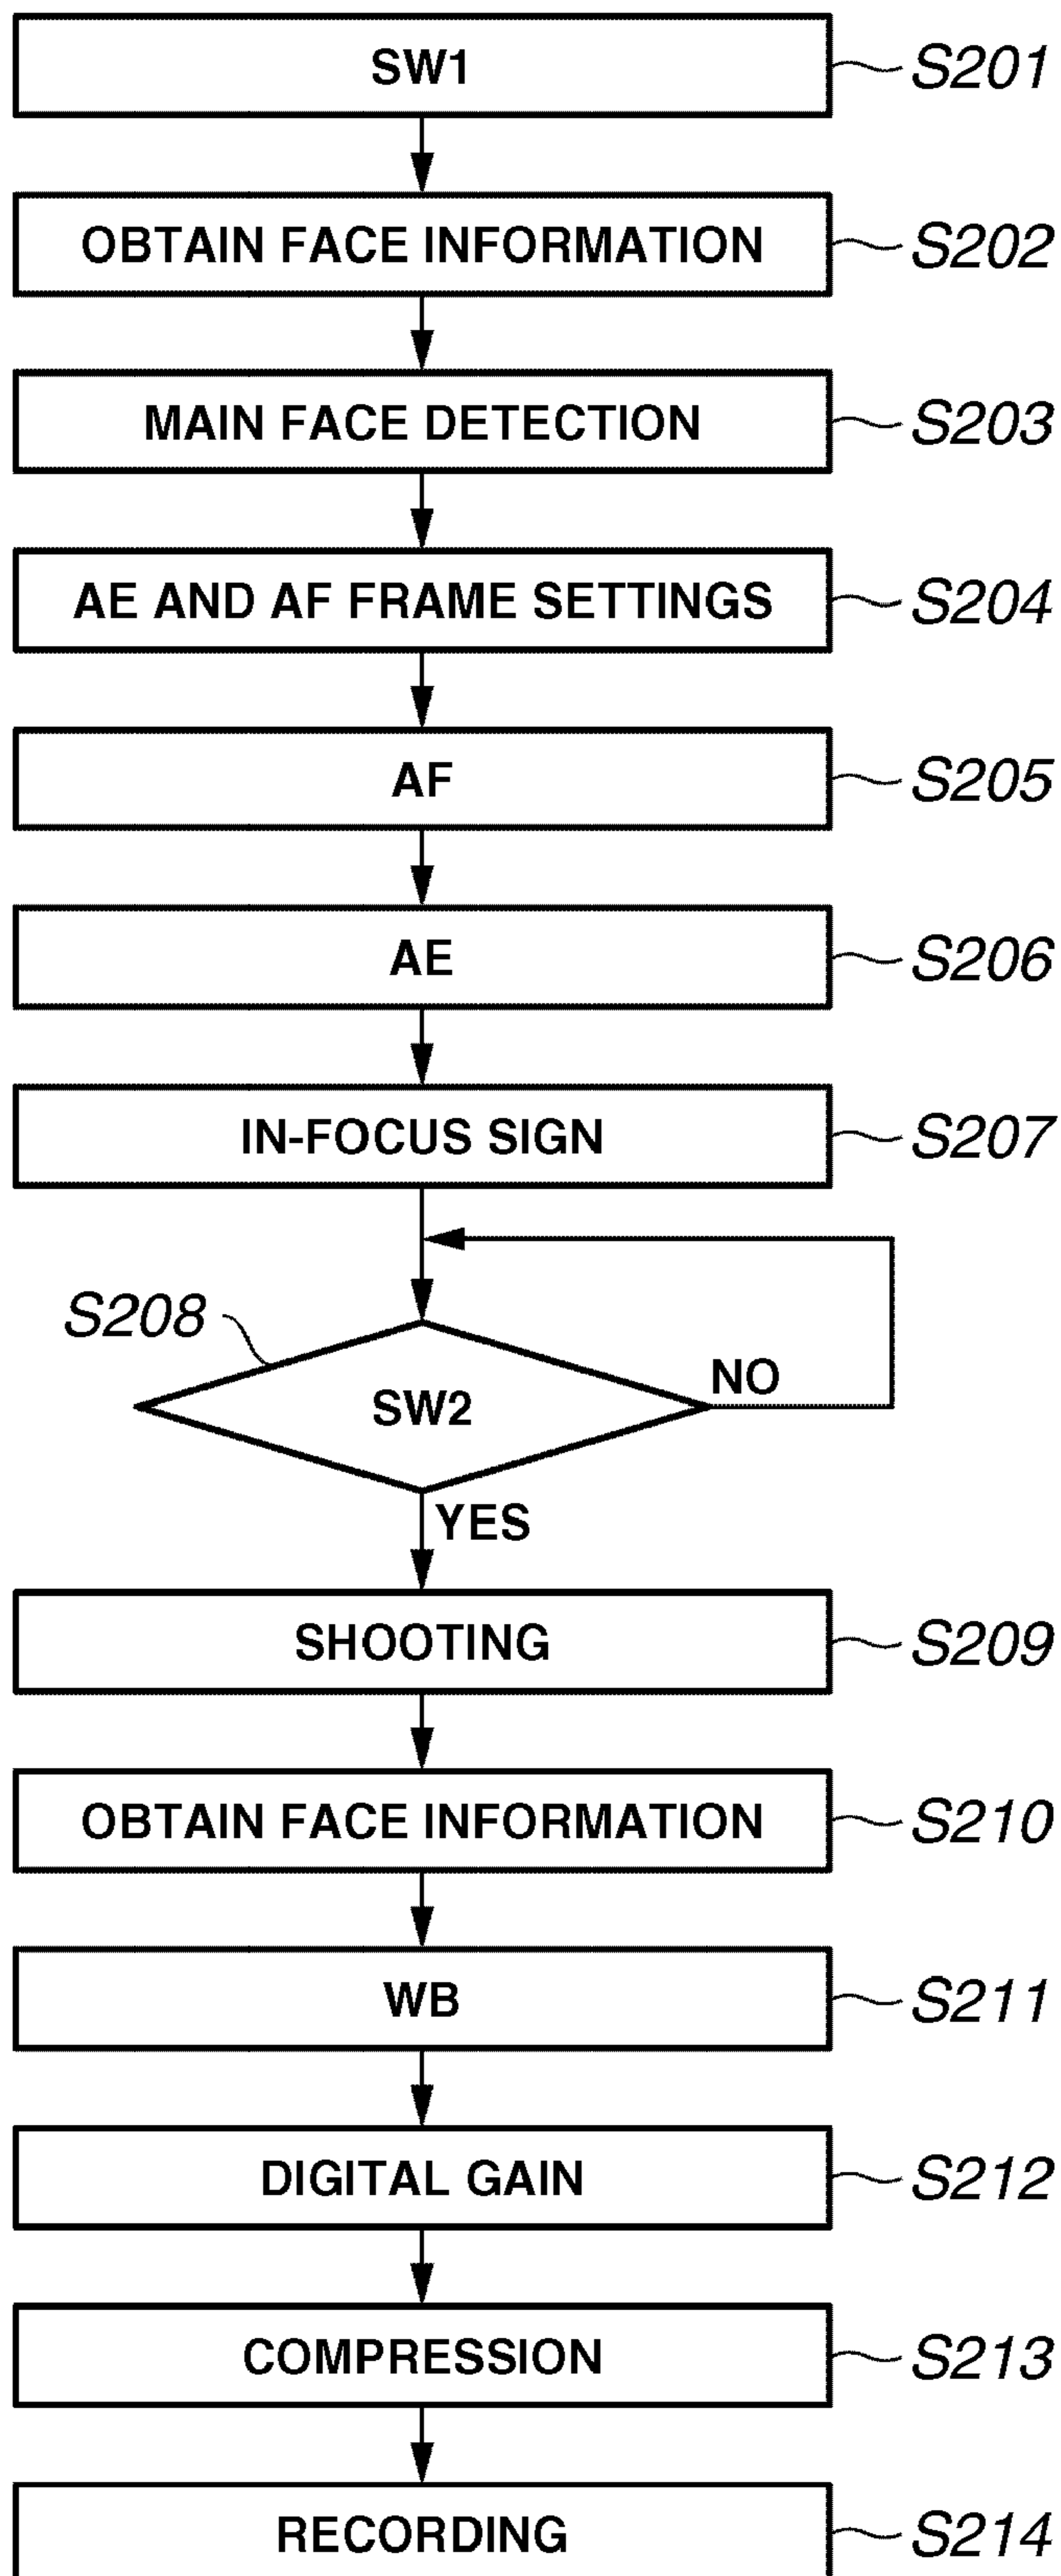 SW1 S201
OBTAIN FACE INFORMATION S202
MAIN FACE DETECTION S203
AE AND AF FRAME SETTINGS S204
AF S205
AE S206
IN-FOCUS SIGN S207
S208
SW2 NO
YES
SHOOTING S209
OBTAIN FACE INFORMATION S210
WB S211
DIGITAL GAIN S212
COMPRESSION S213
RECORDING S214